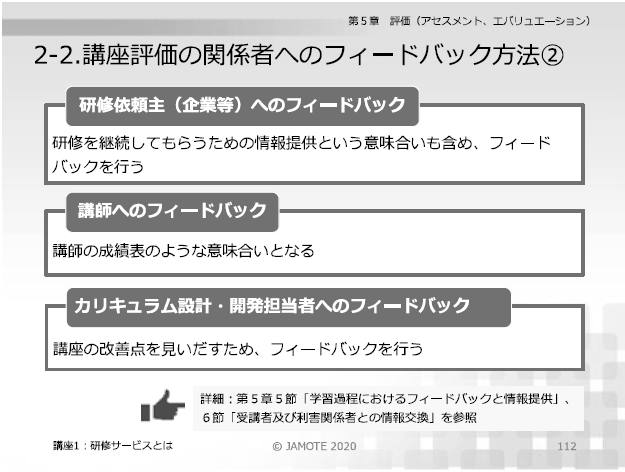 第５章　評価（アセスメント、エバリュエーション）
2-2.講座評価の関係者へのフィードバック方法②
研修依頼主（企業等）へのフィードバック
研修を継続してもらうための情報提供という意味合いも含め、フィード
バックを行う
講師へのフィードバック
講師の成績表のような意味合いとなる
カリキュラム設計・開発担当者へのフィードバック
講座の改善点を見いだすため、フィードバックを行う
詳細：第５章５節「学習過程におけるフィードバックと情報提供」、
６節「受講者及び利害関係者との情報交換」を参照
講座1：研修サービスとは
© JAMOTE 2020
112